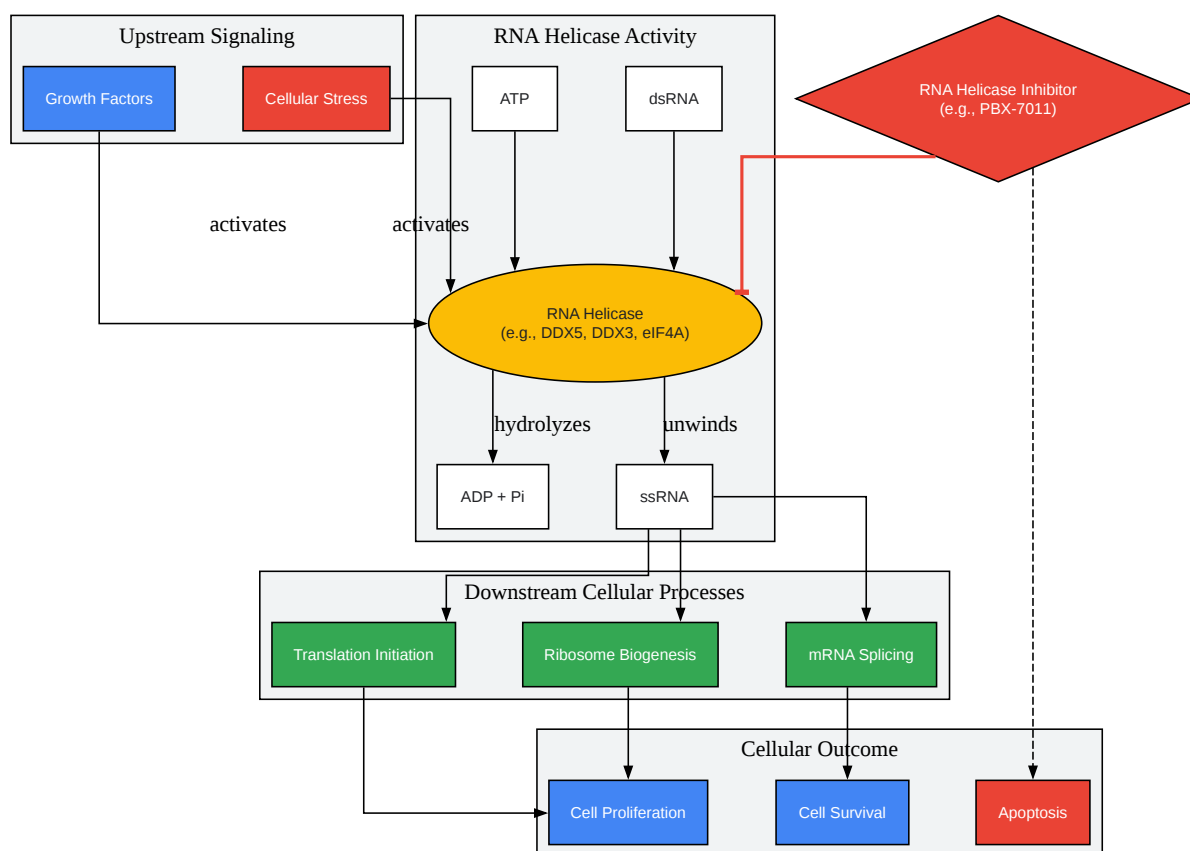 Upstream Signaling
RNA Helicase Activity
Growth Factors
Cellular Stress
ATP
dsRNA
RNA Helicase Inhibitor
(e.g., PBX-7011)
activates
activates
RNA Helicase
(e.g., DDX5, DDX3, eIF4A)
hydrolyzes
unwinds
ADP + Pi
ssRNA
Downstream Cellular Processes
Translation Initiation
Ribosome Biogenesis
mRNA Splicing
Cellular Outcome
Cell Proliferation
Cell Survival
Apoptosis